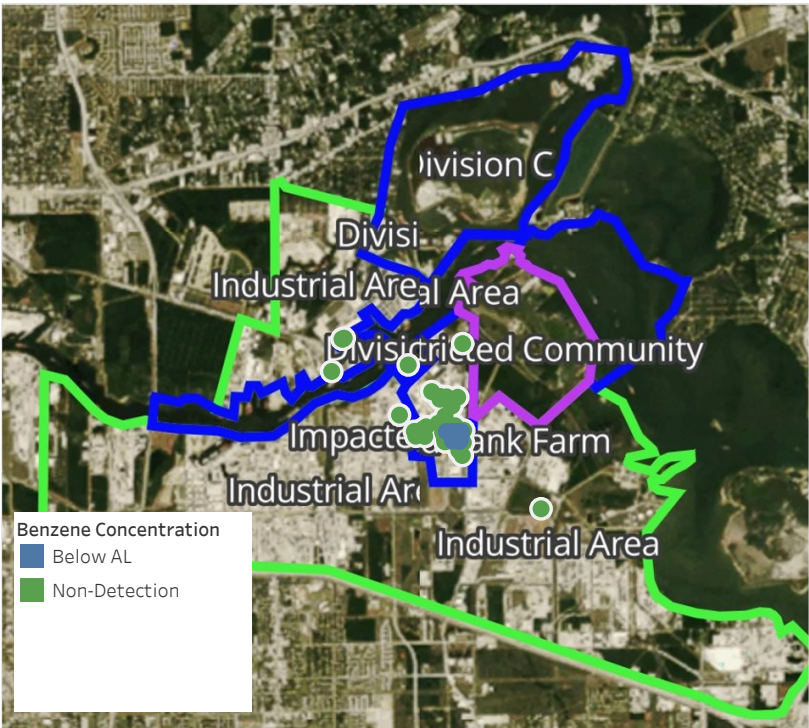 Division C
Divisi
Industrial Area
al Area
Divisi
tricted Community
Impacte
ank Farm
Industrial Are
Industrial Area
Benzene Concentration
Below AL
Non-Detection